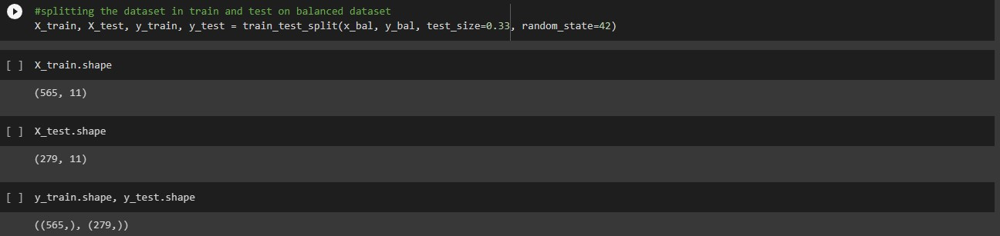 #splitting the dataset in train and test on balanced dataset
X_train, X_test, y_train, y_test = train_test_split(x_bal, y_bal, test_size=0.33, random_state=42)
[ ] X_train.shape
(565, 11)
[ ] X_test.shape
(279, 11)
[ ] y_train.shape, y_test.shape
((565,), (279,))